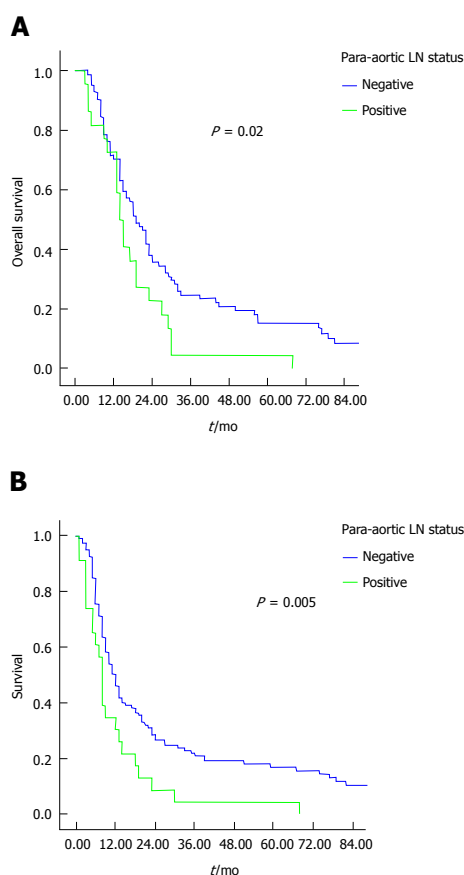 A
Para-aortic LN status
Negative
Positive
P = 0.02
Overall survival
1.0
0.8
0.6
0.4
0.2
0.0
0.00 12.00 24.00 36.00 48.00 60.00 72.00 84.00
t/mo
B
Para-aortic LN status
Negative
Positive
P = 0.005
Survival
1.0
0.8
0.6
0.4
0.2
0.0
0.00 12.00 24.00 36.00 48.00 60.00 72.00 84.00
t/mo